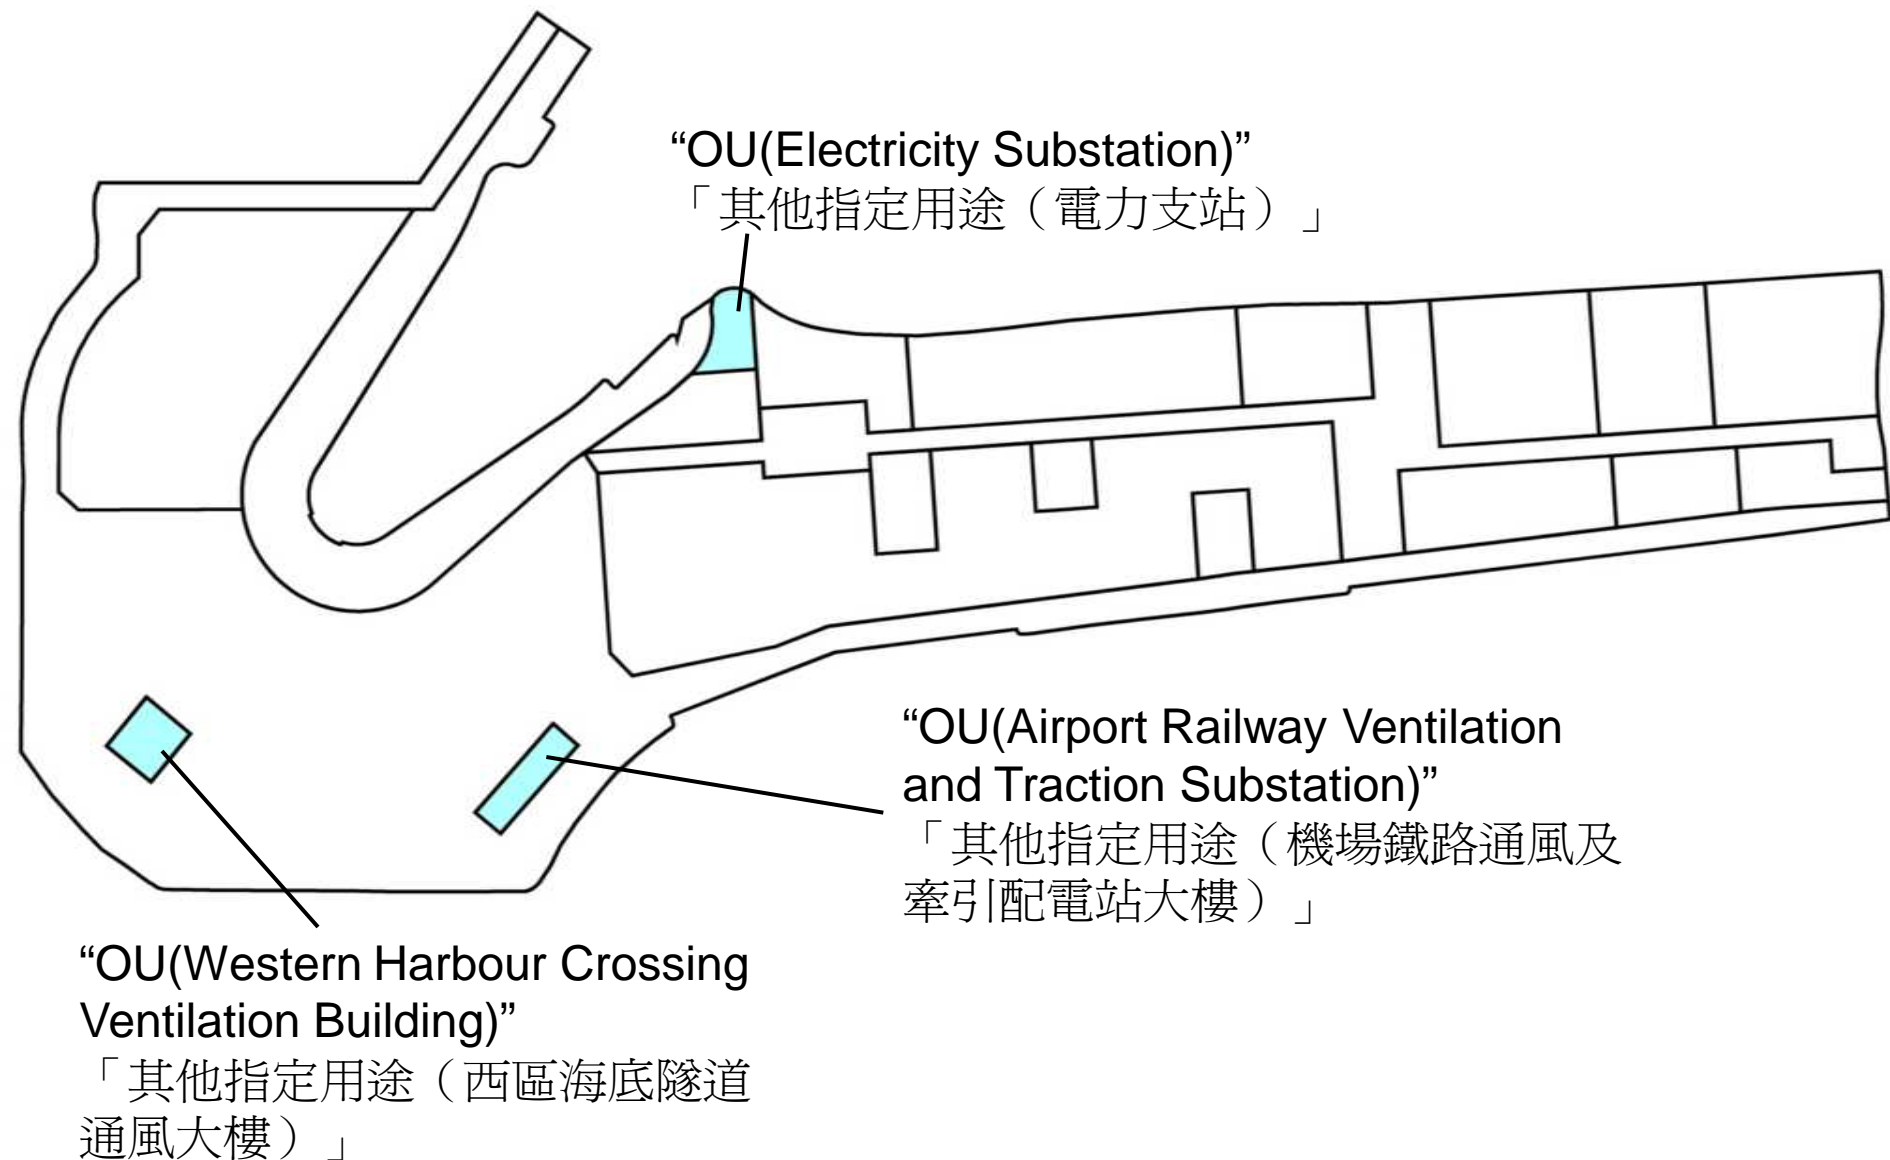 “OU(Electricity Substation)”
「其他指定用途（電力支站）」
“OU(Airport Railway Ventilation
and Traction Substation)”
「其他指定用途（機場鐵路通風及
牽引配電站大樓）」
“OU(Western Harbour Crossing
Ventilation Building)”
「其他指定用途（西區海底隧道
通風大樓）」